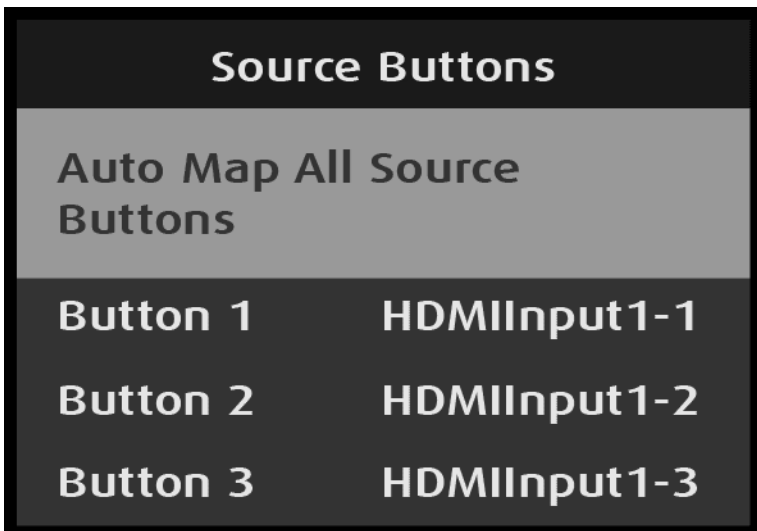 Source Buttons
Auto Map All Source
Buttons
Button 1 HDMIInput1-1
Button 2 HDMIInput1-2
Button 3 HDMIInput1-3